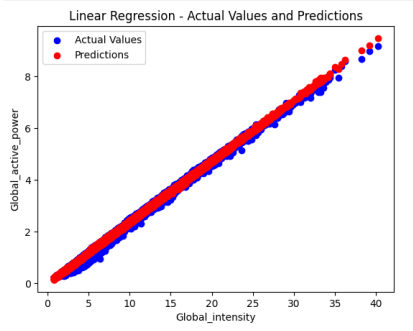 Linear Regression - Actual Values and Predictions
Actual Values
Predictions
Global_active_power
8
6
4
2
0
0 5 10 15 20 25 30 35 40
Global_intensity